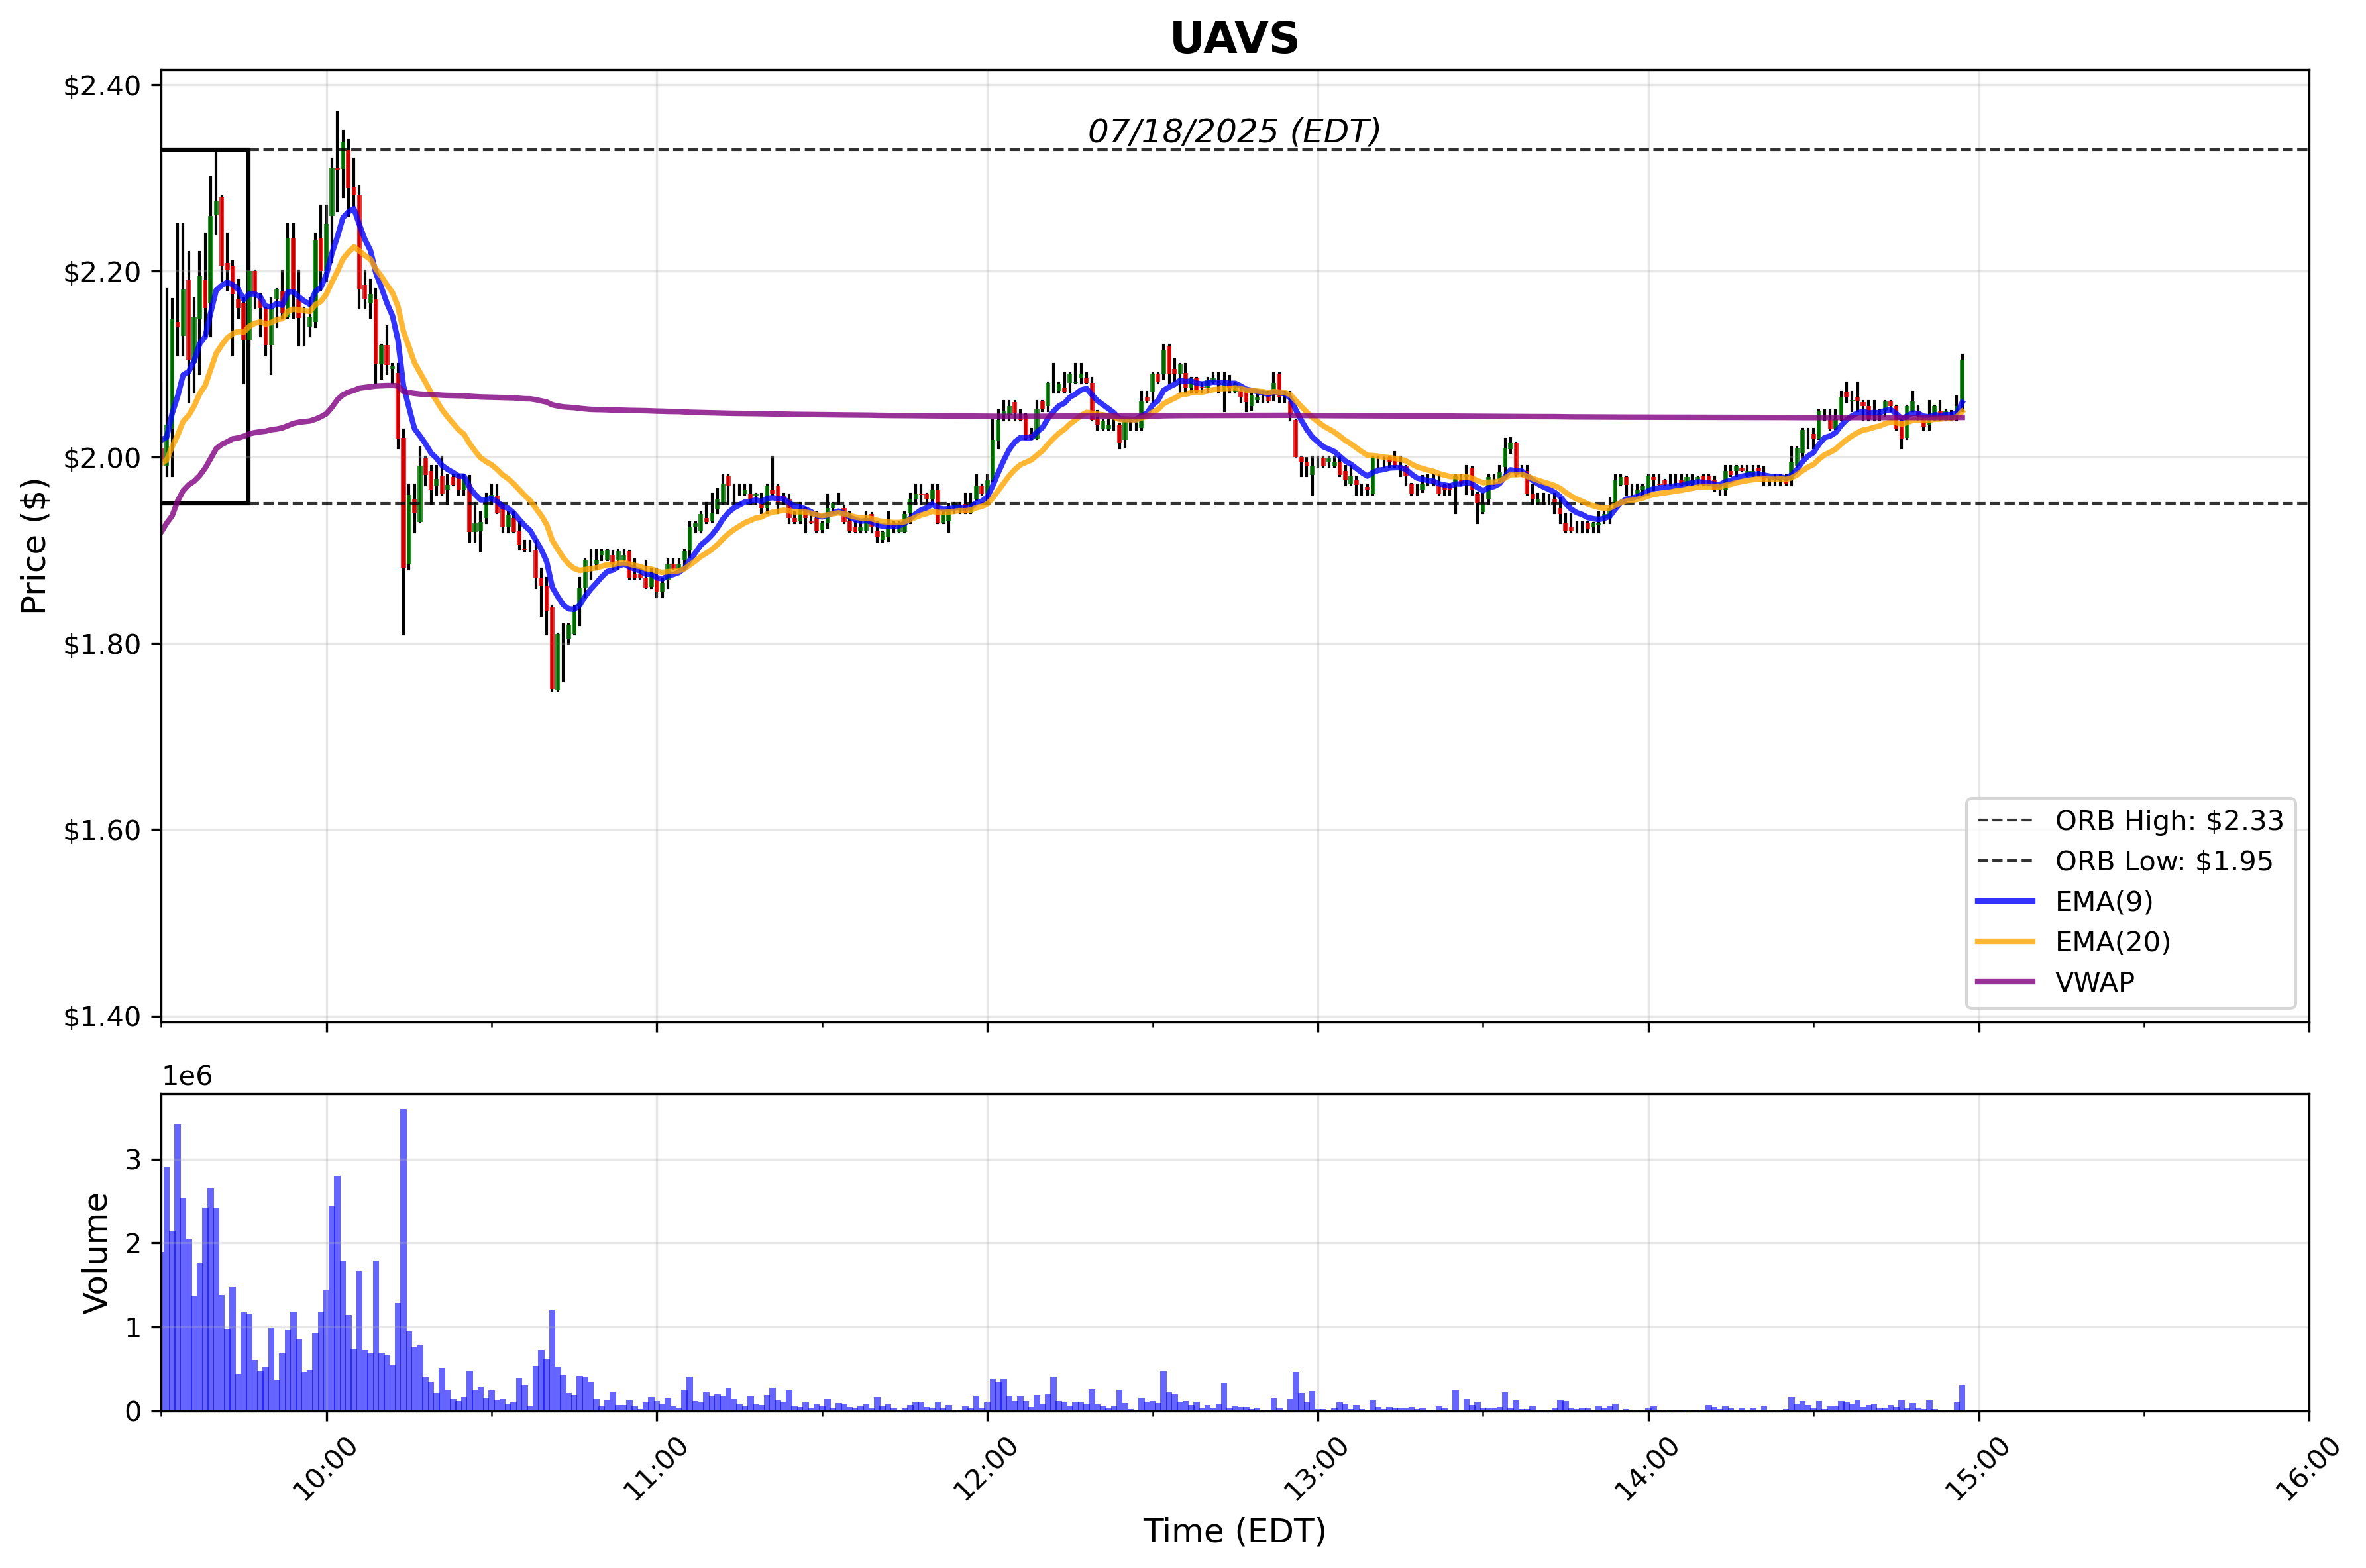 UAVS
07/18/2025 (EDT)
$2.40
$2.20
$2.00
$1.80
$1.60
$1.40
Price ($)
ORB High: $2.33
ORB Low: $1.95
EMA(9)
EMA(20)
VWAP
1e6
3
2
1
0
Volume
10:00
11:00
12:00
13:00
14:00
15:00
16:00
Time (EDT)